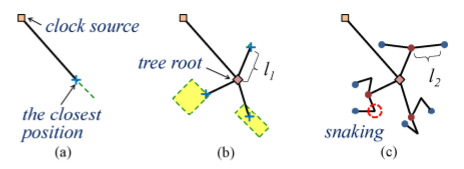 clock source
the closest
position
(a)
tree root
l1
(b)
l2
snaking
(c)